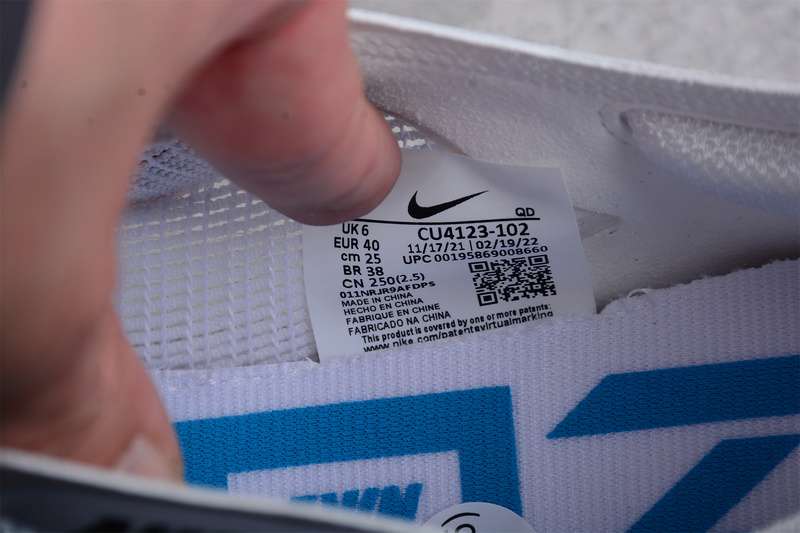 QD
UK 6
EUR 40
cm 25
BR 38
CN 250(2.5)
CU4123-102
11/17/21 | 02/19/22
UPC 00195869008660
011NRJR9AFDPS
MADE IN CHINA
HECHO EN CHINA
FABRIQUE EN CHINE
FABRICADO NA CHINA
This product is covered by one or more patents:
www.nike.com/patentsvirtualmarking